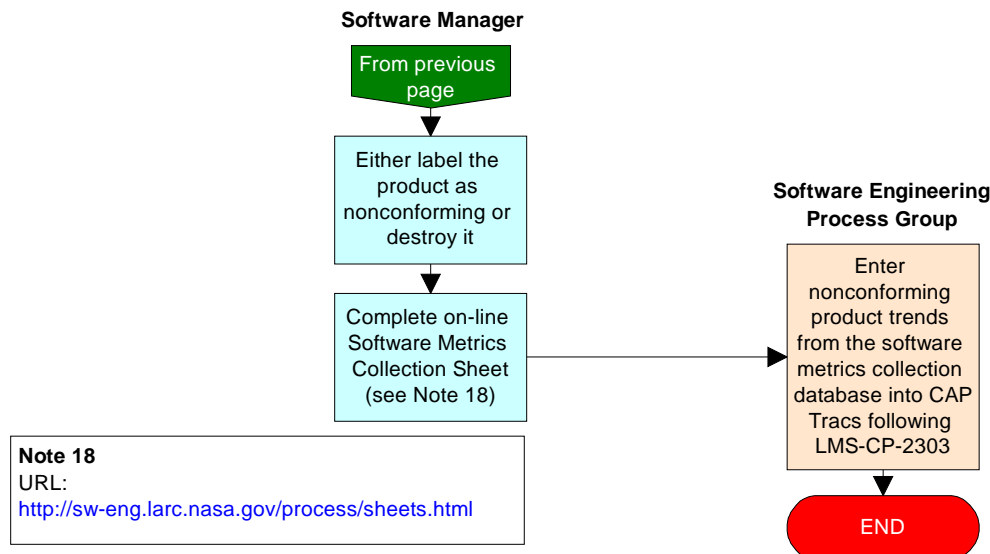 Software Manager
From previous
page
Either label the
product as
nonconforming or
destroy it
Complete on-line
Software Metrics
Collection Sheet
(see Note 18)
Software Engineering
Process Group
Enter
nonconforming
product trends
from the software
metrics collection
database into CAP
Tracs following
LMS-CP-2303
END
Note 18
URL:
http://sw-eng.larc.nasa.gov/process/sheets.html